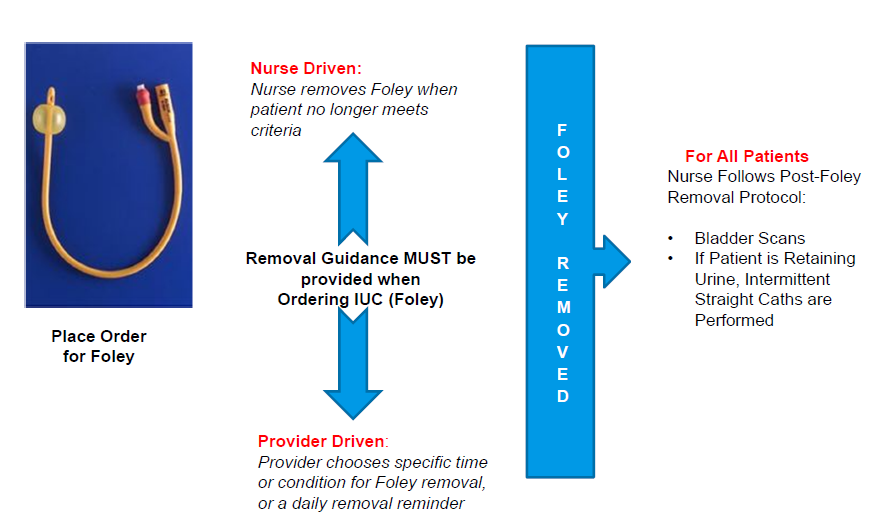 Place Order
for Foley
Nurse Driven:
Nurse removes Foley when
patient no longer meets
criteria
Removal Guidance MUST be
provided when
Ordering IUC (Foley)
Provider Driven:
Provider chooses specific time
or condition for Foley removal,
or a daily removal reminder
FOLEY REMOVED
For All Patients
Nurse Follows Post-Foley
Removal Protocol:
• Bladder Scans
• If Patient is Retaining
Urine, Intermittent
Straight Caths are
Performed